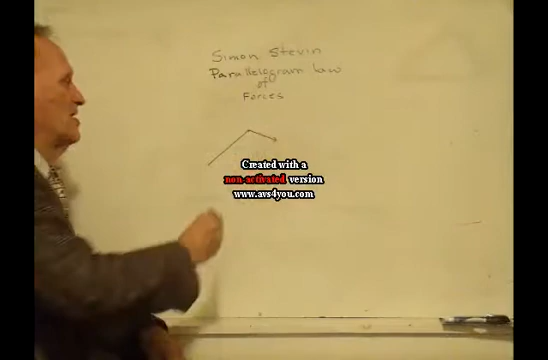 Simon Stevin
Parallelogram law
of
Forces
Created with a
non-activated version
www.avs4you.com